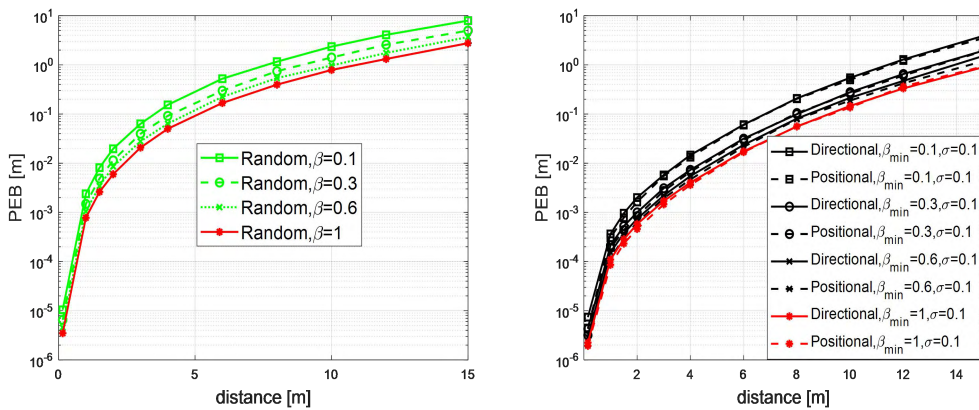 10^1
10^0
10^-1
10^-2
10^-3
10^-4
10^-5
10^-6
PEB [m]
0
5
10
15
distance [m]
Random,β=0.1
Random,β=0.3
Random,β=0.6
Random,β=1
10^1
10^0
10^-1
10^-2
10^-3
10^-4
10^-5
10^-6
PEB [m]
2
4
6
8
10
12
14
distance [m]
Directional,β_min=0.1,σ=0.1
Positional,β_min=0.1,σ=0.1
Directional,β_min=0.3,σ=0.1
Positional,β_min=0.3,σ=0.1
Directional,β_min=0.6,σ=0.1
Positional,β_min=0.6,σ=0.1
Directional,β_min=1,σ=0.1
Positional,β_min=1,σ=0.1